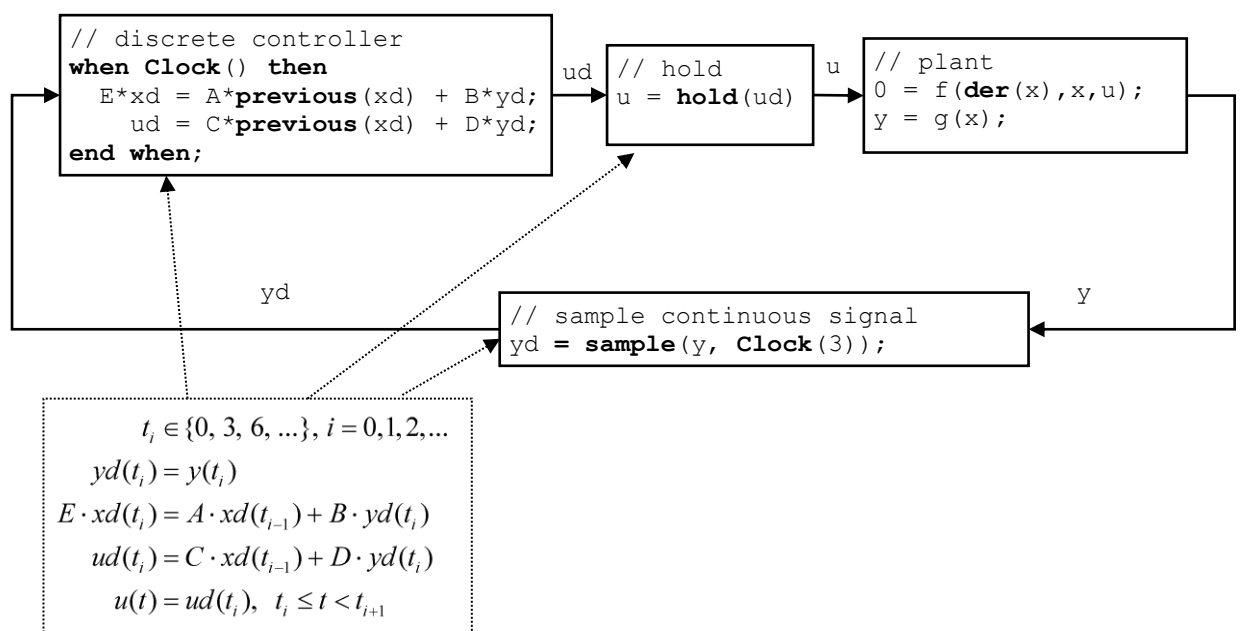 // discrete controller
when Clock() then
E*xd = A*previous(xd) + B*yd;
ud = C*previous(xd) + D*yd;
end when;
ud
// hold
u = hold(ud)
u
// plant
0 = f(der(x),x,u);
y = g(x);
yd
// sample continuous signal
yd = sample(y, Clock(3));
y
t_i ∈ {0, 3, 6, ...}, i = 0,1,2,...
yd(t_i) = y(t_i)
E · xd(t_i) = A · xd(t_{i-1}) + B · yd(t_i)
ud(t_i) = C · xd(t_{i-1}) + D · yd(t_i)
u(t) = ud(t_i), t_i ≤ t < t_{i+1}